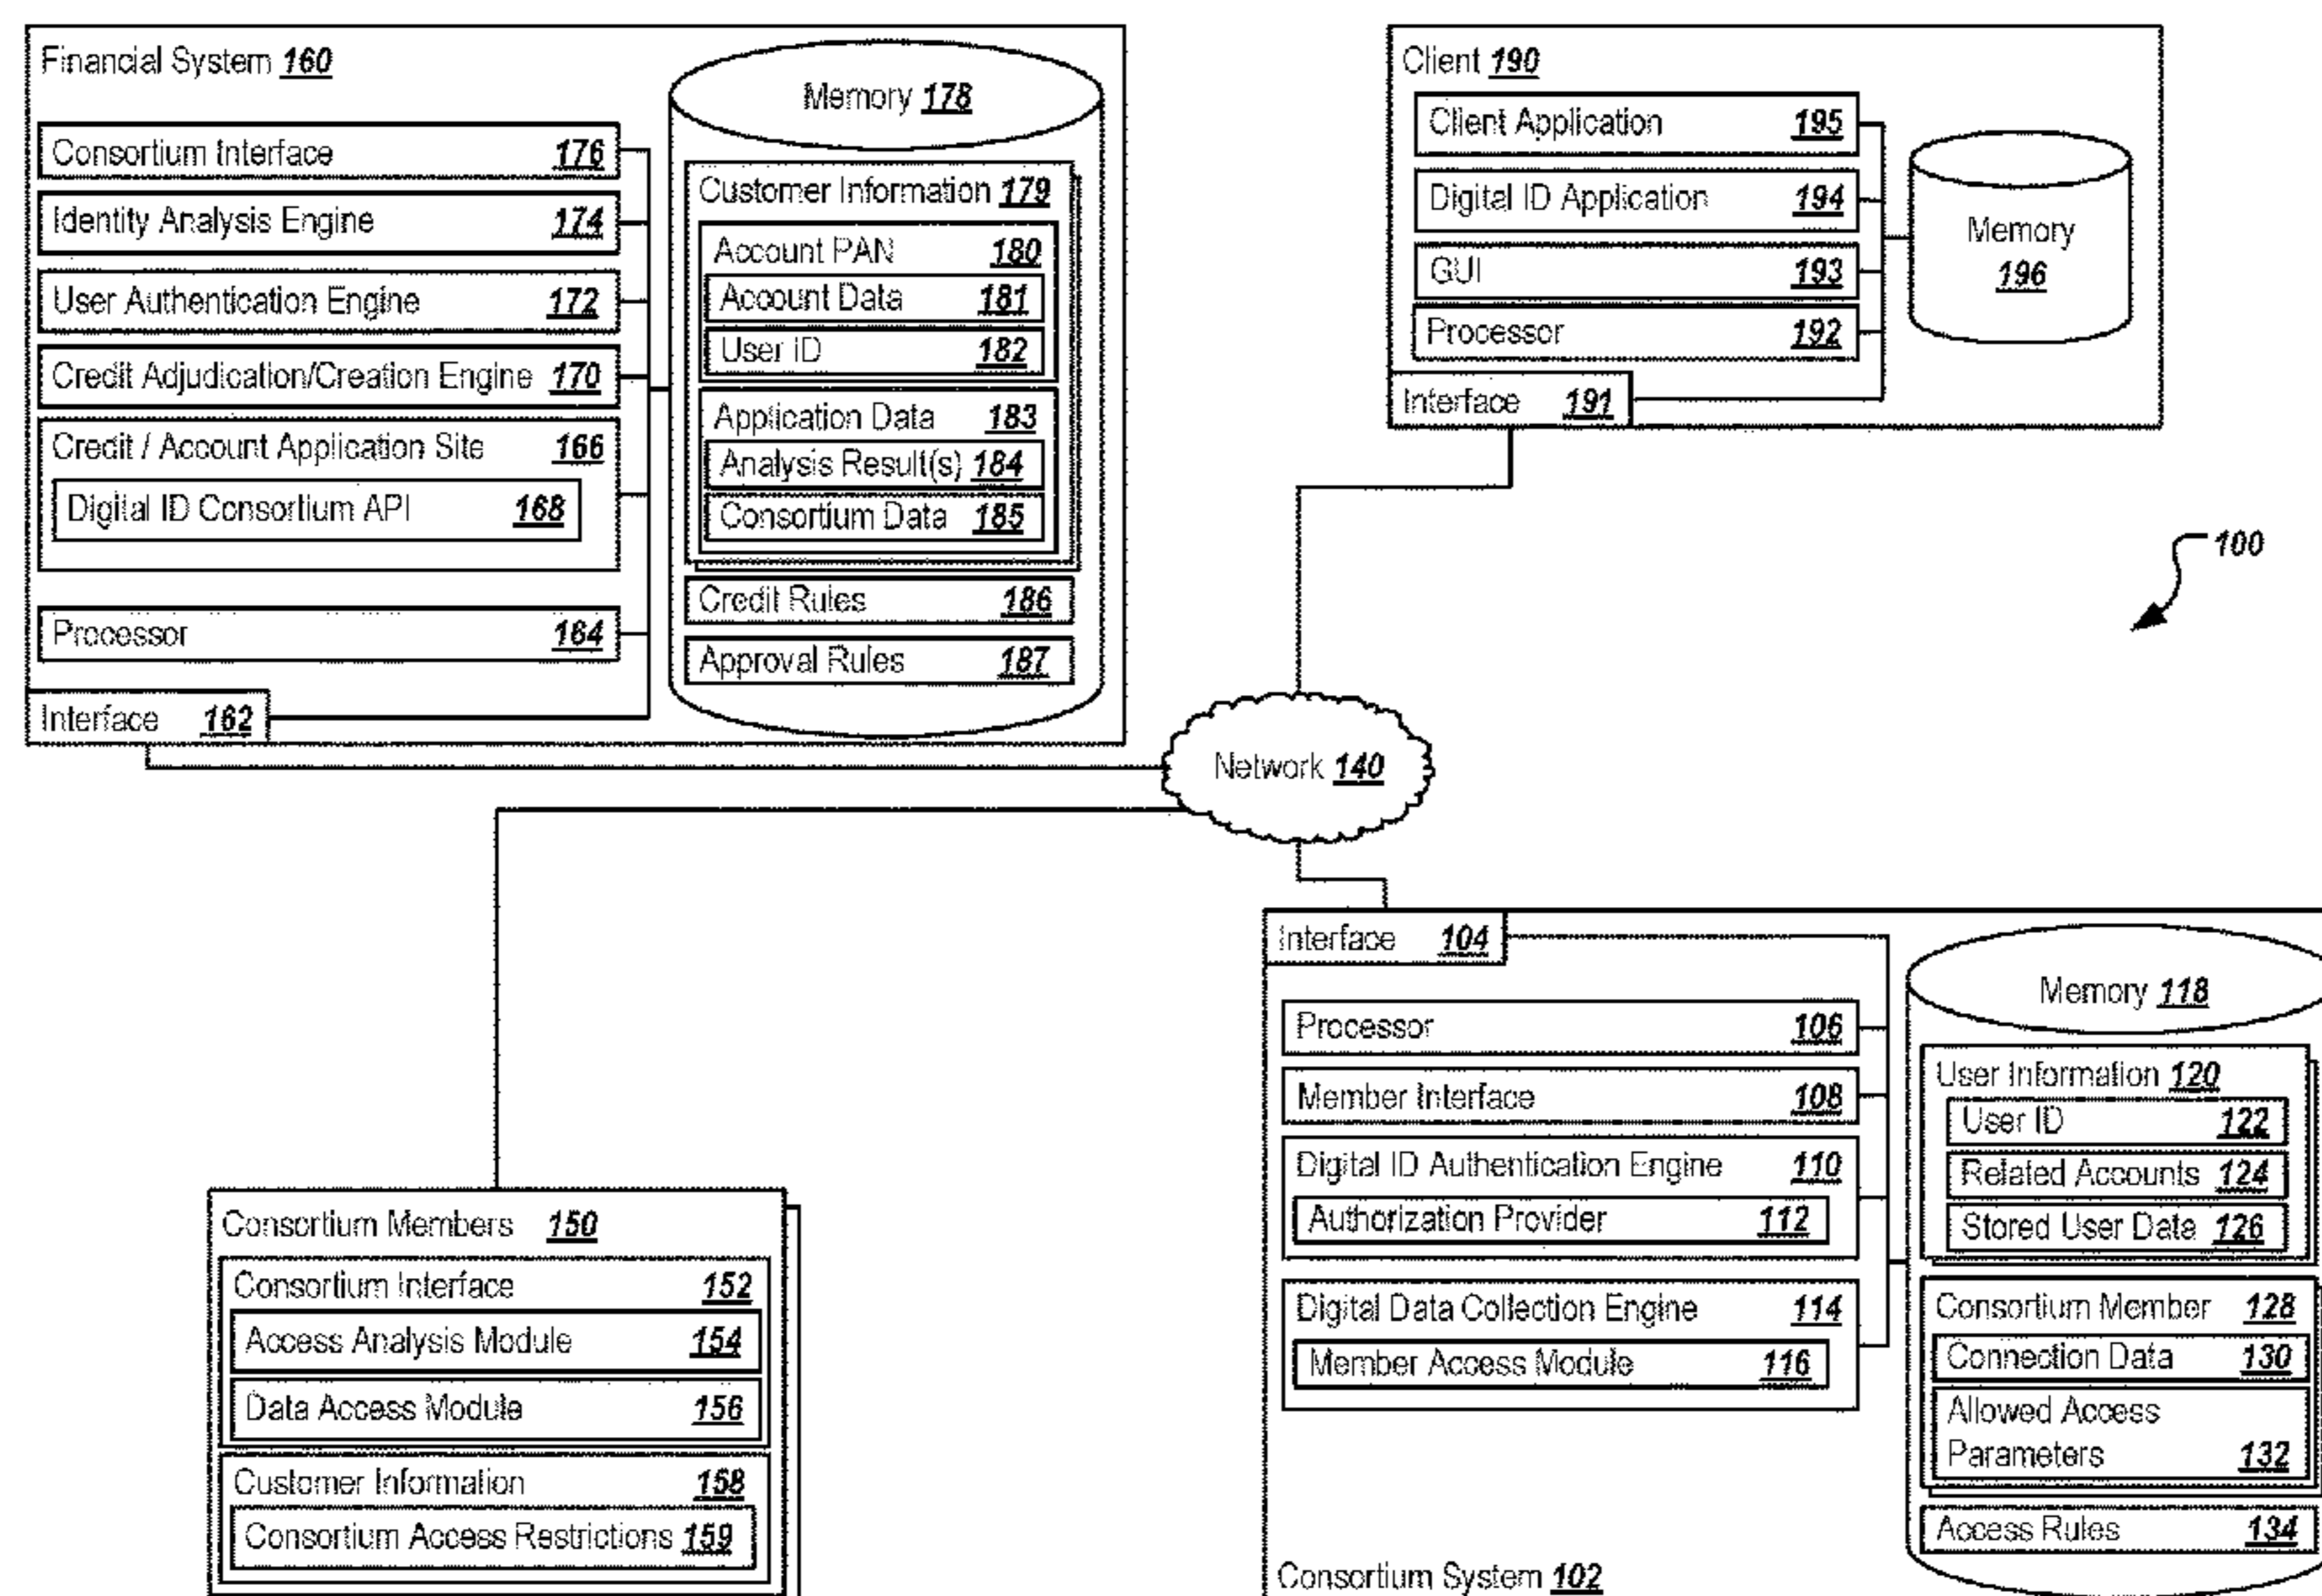 Financial System 160
Consortium Interface 176
Identity Analysis Engine 174
User Authentication Engine 172
Credit Adjudication/Creation Engine 170
Credit / Account Application Site 166
Digital ID Consortium API 168
Processor 164
Interface 162
Memory 178
Customer Information 179
Account PAN 180
Account Data 181
User ID 182
Application Data 183
Analysis Result(s) 184
Consortium Data 185
Credit Rules 186
Approval Rules 187
Client 190
Client Application 195
Digital ID Application 194
GUI 193
Processor 192
Interface 191
Memory
196
100
Network 140
Consortium Members 150
Consortium Interface 152
Access Analysis Module 154
Data Access Module 156
Customer Information 158
Consortium Access Restrictions 159
Interface 104
Processor 106
Member Interface 108
Digital ID Authentication Engine 110
Authorization Provider 112
Digital Data Collection Engine 114
Member Access Module 116
Consortium System 102
Memory 118
User Information 120
User ID 122
Related Accounts 124
Stored User Data 126
Consortium Member 128
Connection Data 130
Allowed Access
Parameters 132
Access Rules 134